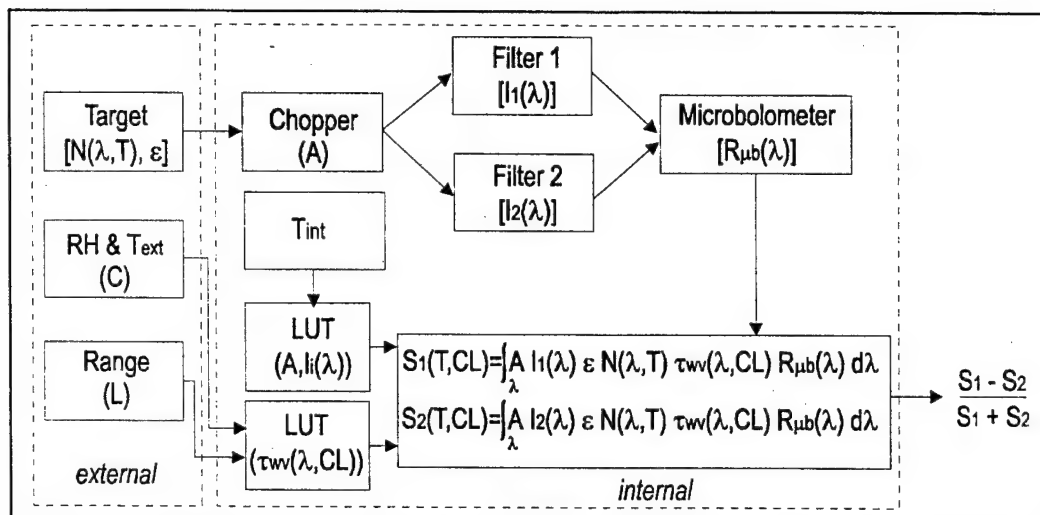 Target
[N(λ,T), ε]
Chopper
(A)
Filter 1
[I1(λ)]
Filter 2
[I2(λ)]
Microbolometer
[Rμb(λ)]
RH & Text
(C)
Range
(L)
Tint
LUT
(A,Ii(λ))
LUT
(τwv(λ,CL))
S1(T,CL)=∫λ A I1(λ) ε N(λ,T) τwv(λ,CL) Rμb(λ) dλ
S2(T,CL)=∫λ A I2(λ) ε N(λ,T) τwv(λ,CL) Rμb(λ) dλ
S1 - S2
S1 + S2
external
internal